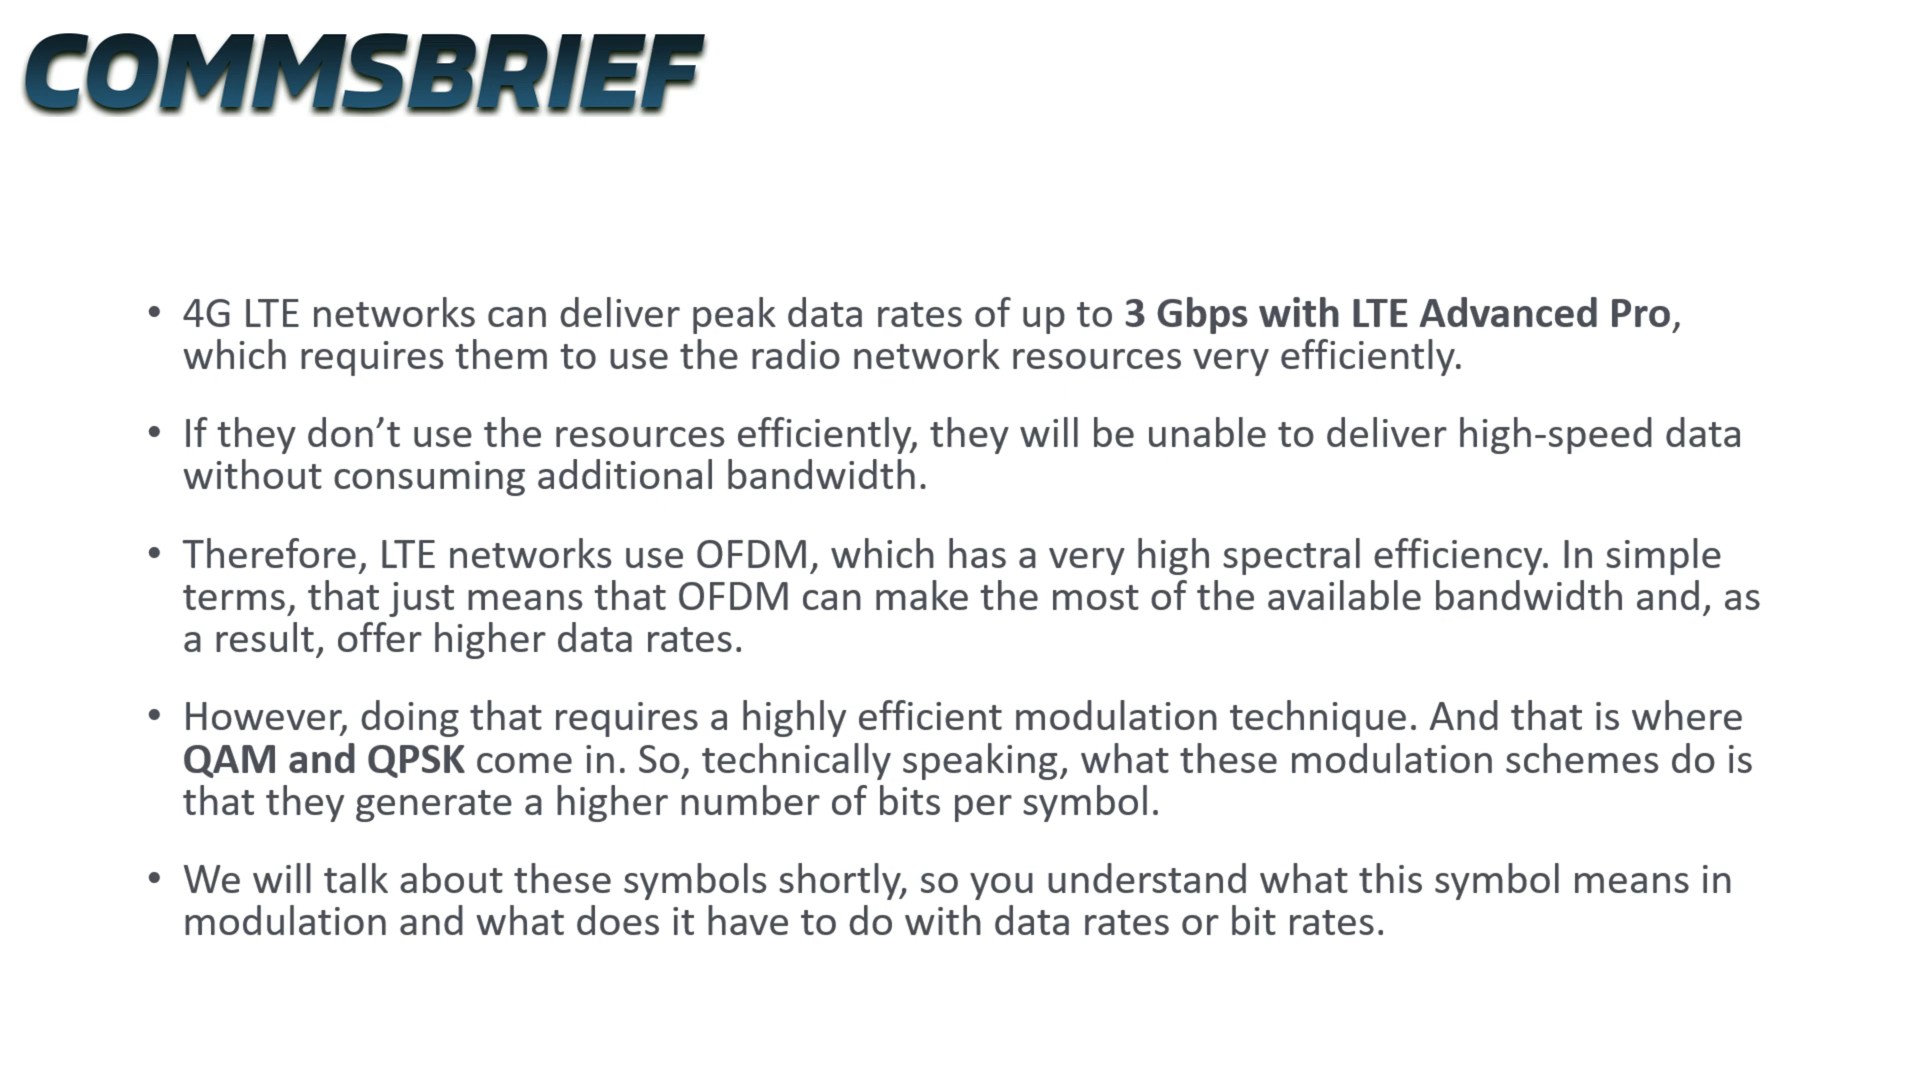 COMMSBRIEF
• 4G LTE networks can deliver peak data rates of up to 3 Gbps with LTE Advanced Pro,
which requires them to use the radio network resources very efficiently.
• If they don’t use the resources efficiently, they will be unable to deliver high-speed data
without consuming additional bandwidth.
• Therefore, LTE networks use OFDM, which has a very high spectral efficiency. In simple
terms, that just means that OFDM can make the most of the available bandwidth and, as
a result, offer higher data rates.
• However, doing that requires a highly efficient modulation technique. And that is where
QAM and QPSK come in. So, technically speaking, what these modulation schemes do is
that they generate a higher number of bits per symbol.
• We will talk about these symbols shortly, so you understand what this symbol means in
modulation and what does it have to do with data rates or bit rates.